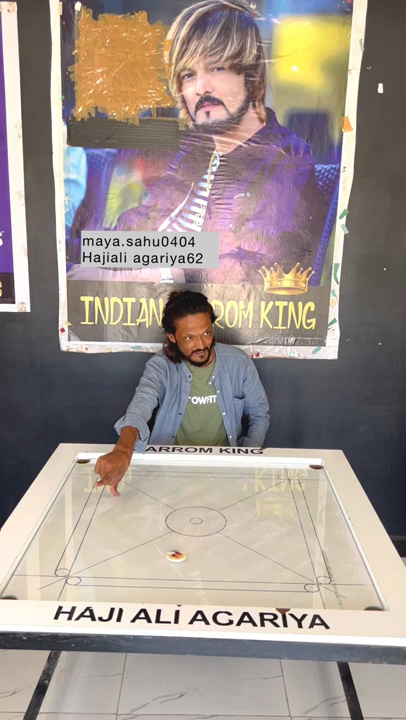 maya.sahu0404
Hajiali agariya62
INDIAN ROM KING
ARROM KING
HAJI ALI AGARIYA